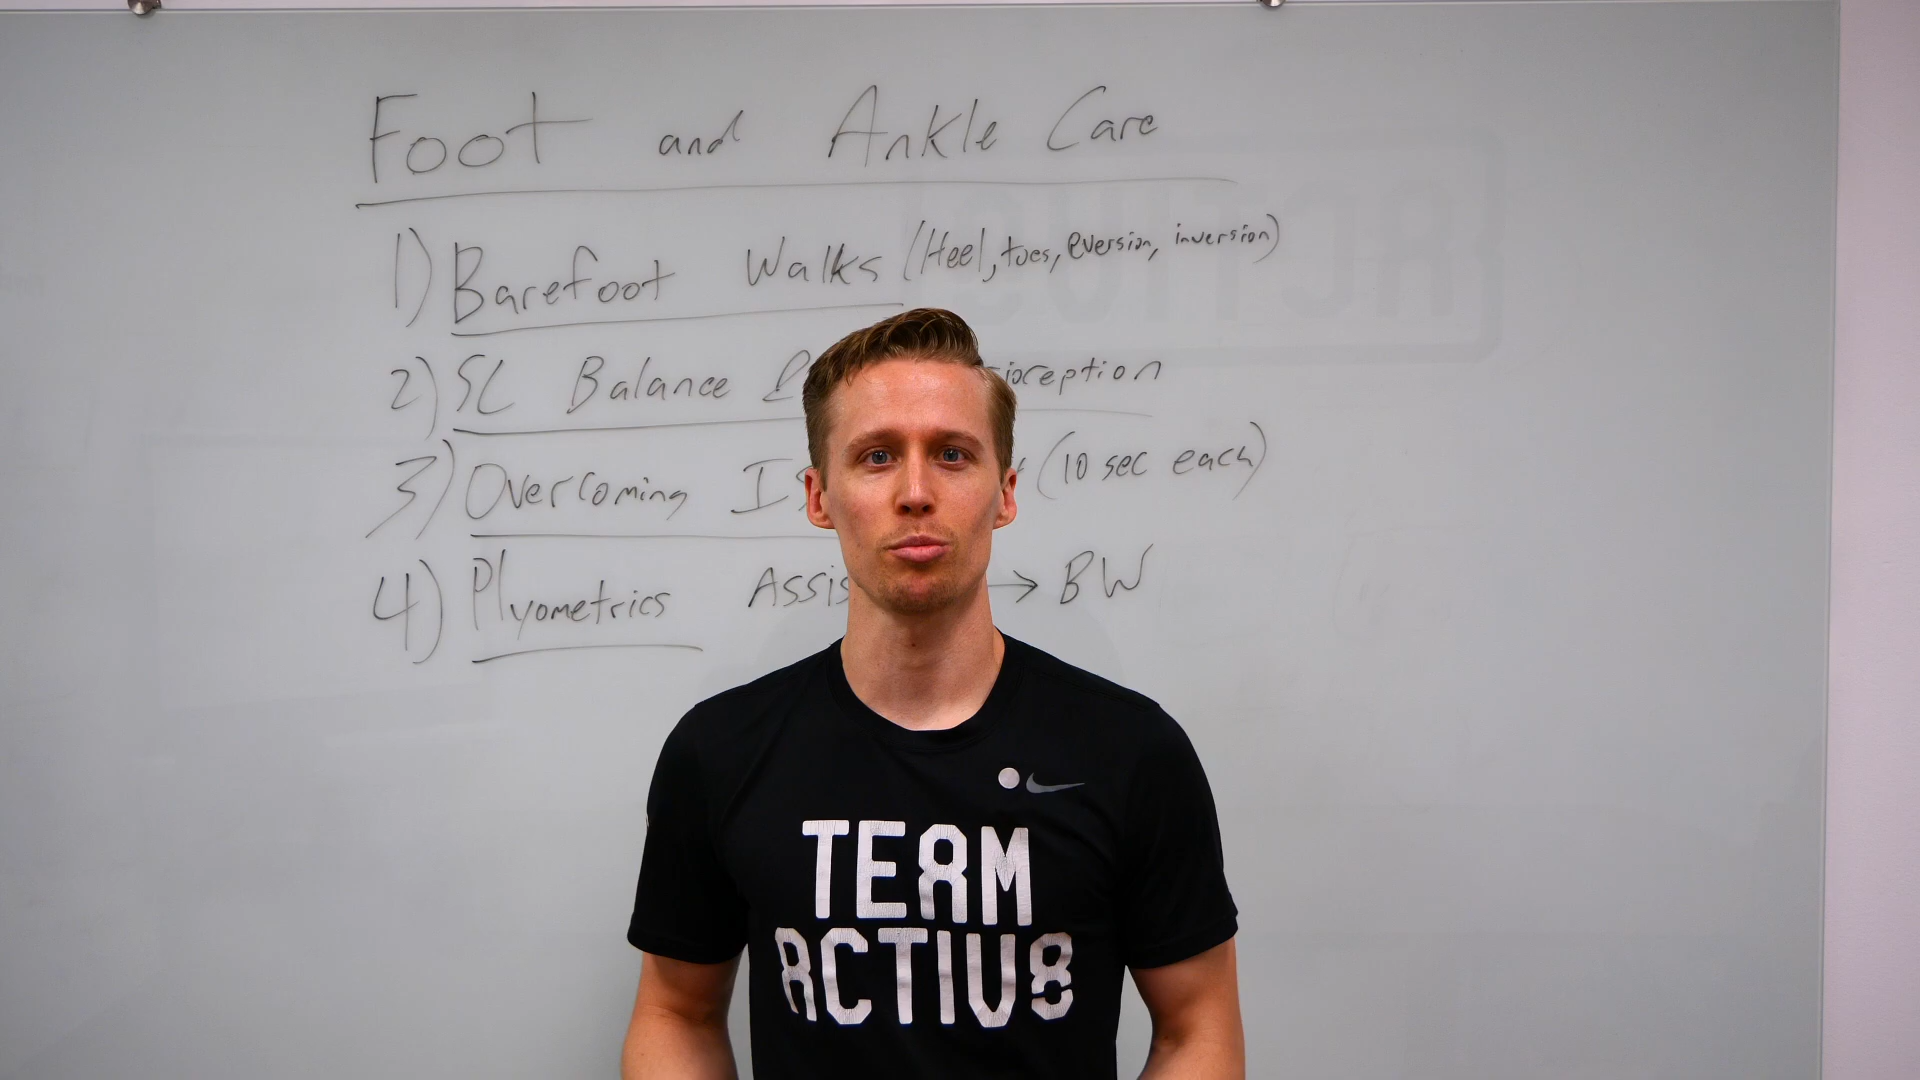 Foot and Ankle Care
1) Barefoot Walks (Heel, toes, eversion, inversion)
2) SL Balance
3) Overcoming (10 sec each)
4) Plyometrics → BW
TEAM
ACTIV8